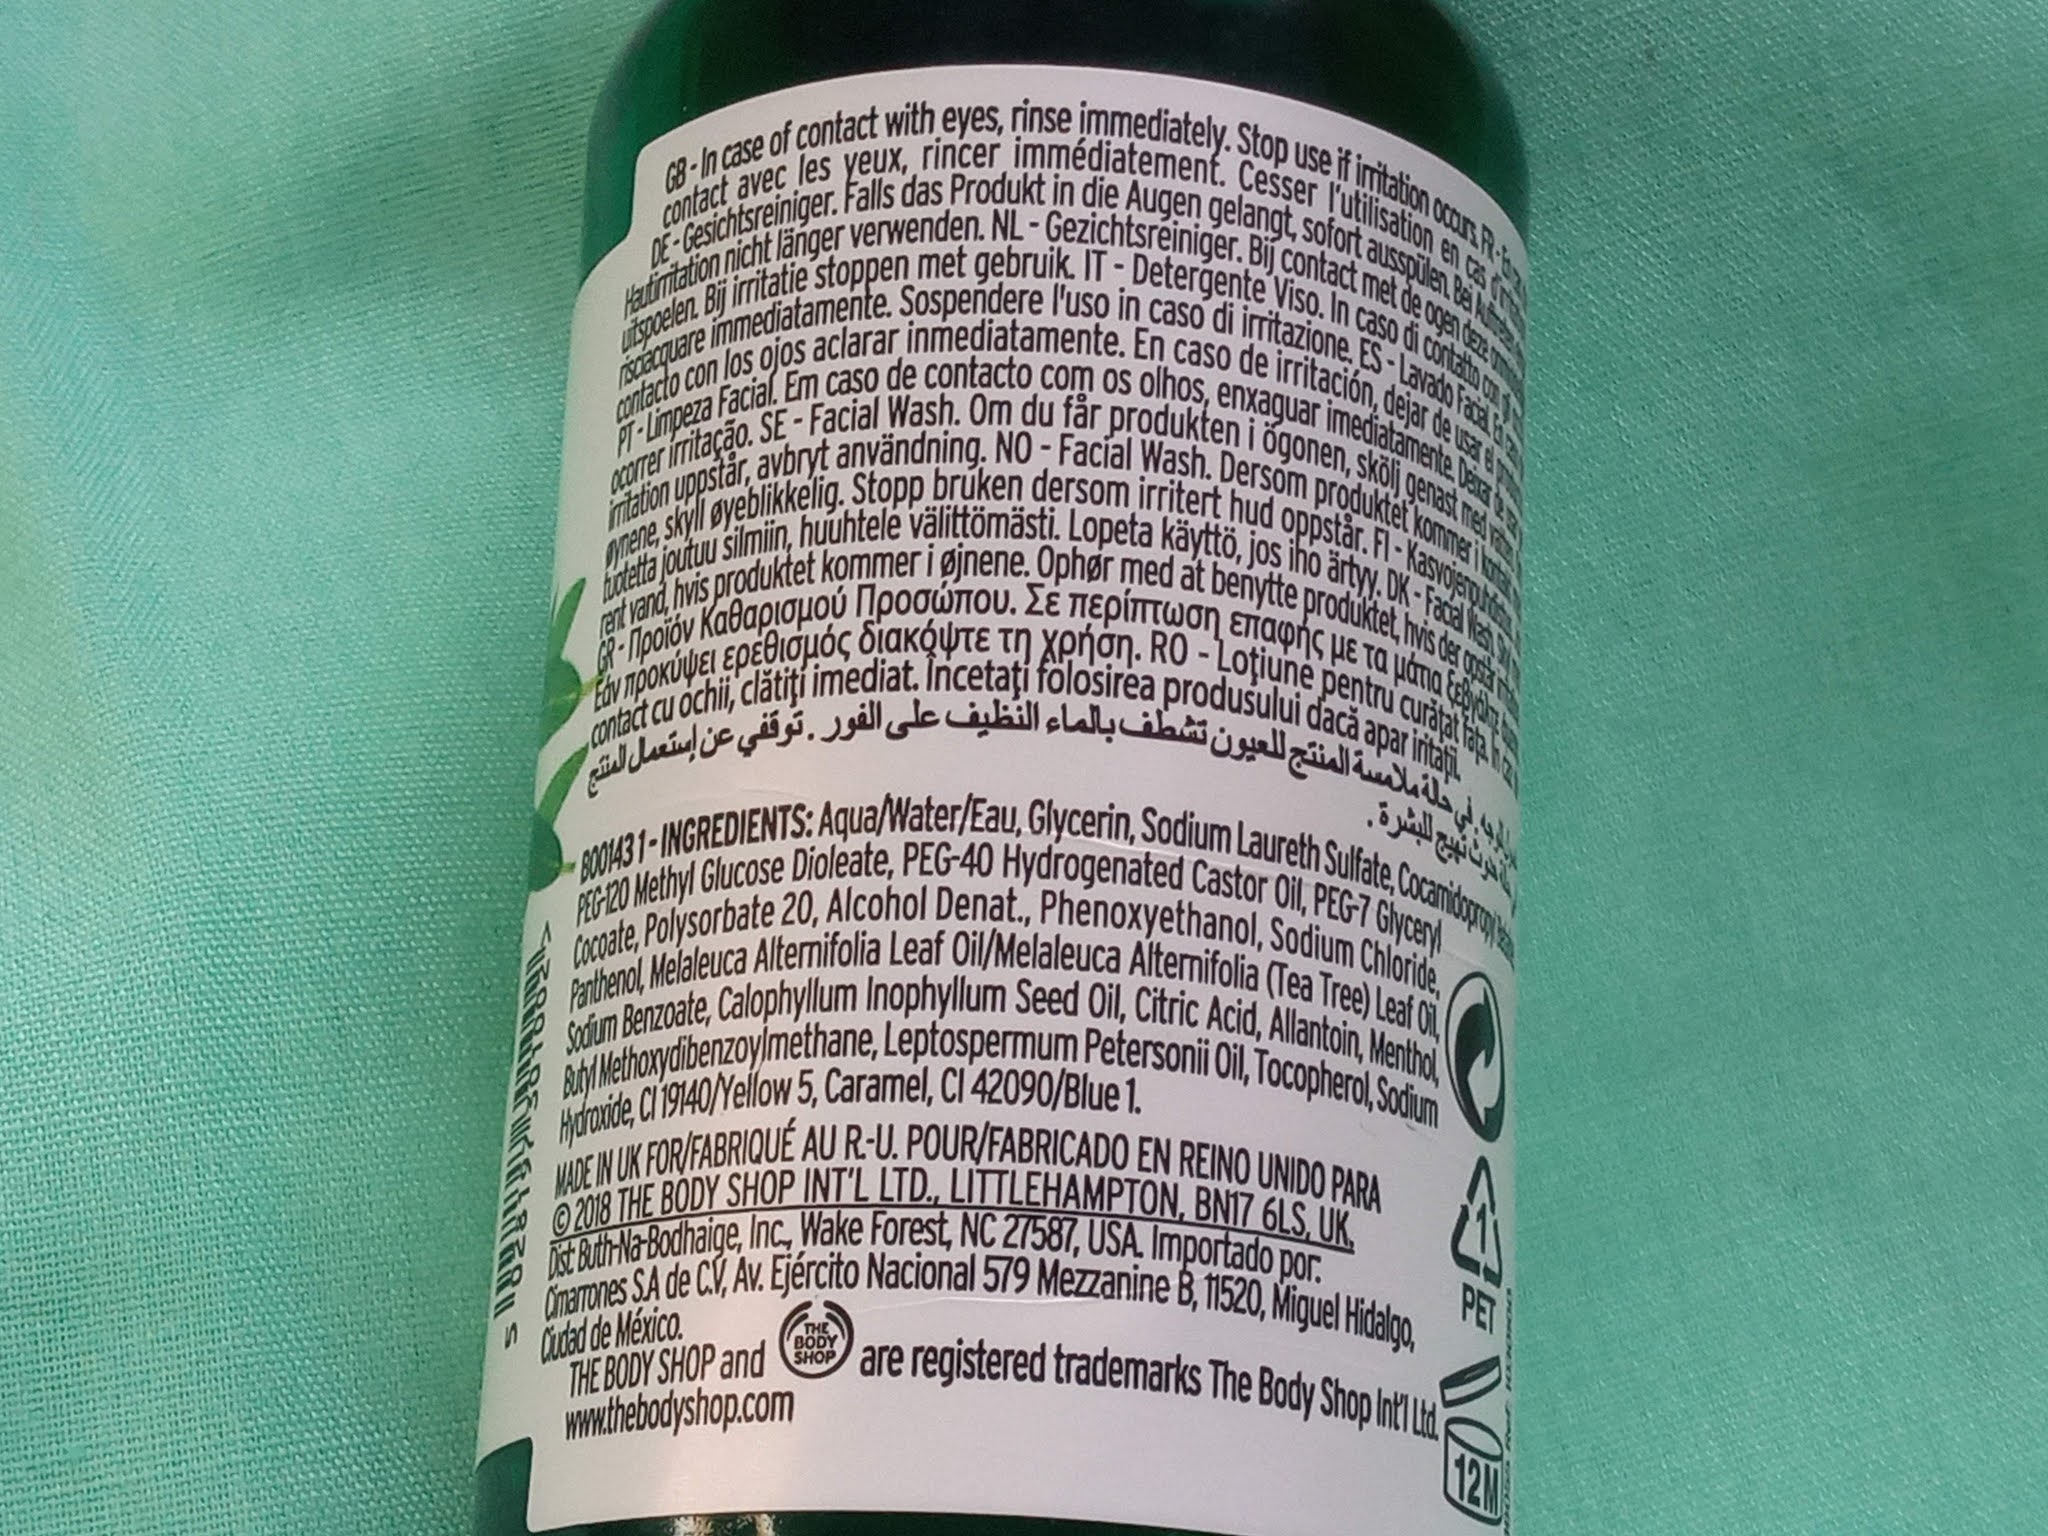 GB - In case of contact with eyes, rinse immediately. Stop use if irritation occurs. FR - En cas
contact avec les yeux, rincer immédiatement. Cesser l'utilisation en cas
DE - Gesichtsreiniger. Falls das Produkt in die Augen gelangt, sofort ausspülen. Bei
Hautirritation nicht länger verwenden. NL - Gezichtsreiniger. Bij contact met de ogen deze
uitspoelen. Bij irritatie stoppen met gebruik. IT - Detergente Viso. In caso di contatto con gli
risciacquare immediatamente. Sospendere l'uso in caso di irritazione. ES - Lavado Facial. En
contacto con los ojos aclarar inmediatamente. En caso de irritación, dejar de usar el
PT - Limpeza Facial. Em caso de contacto com os olhos, enxaguar imediatamente. Deixar de
ocorrer irritação. SE - Facial Wash. Om du får produkten i ögonen, skölj genast med vatten.
irritation uppstår, avbryt användning. NO - Facial Wash. Dersom produktet kommer i kontakt
øynene, skyll øyeblikkelig. Stopp bruken dersom irritert hud oppstår. FI -
tuotetta joutuu silmiin, huuhtele välittömästi. Lopeta käyttö, jos iho ärtyy. DK - Facial Wash.
rent vand, hvis produktet kommer i øjnene. Ophør med at benytte produktet, hvis der opstår
GR - Προϊόν Καθαρισμού Προσώπου. Σε περίπτωση επαφής με τα μάτια
Εάν προκύψει ερεθισμός διακόψτε τη χρήση. RO - Loțiune pentru curățat fața. În caz
contact cu ochii, clătiți imediat. Încetați folosirea produsului dacă apar iritații.
في حالة ملامسة المنتج للعيون تشطف بالماء النظيف على الفور. توقفي عن إستعمال المنتج
تهيج للبشرة.
B001431 - INGREDIENTS: Aqua/Water/Eau, Glycerin, Sodium Laureth Sulfate, Cocamidopropyl Betaine,
PEG-120 Methyl Glucose Dioleate, PEG-40 Hydrogenated Castor Oil, PEG-7 Glyceryl
Cocoate, Polysorbate 20, Alcohol Denat., Phenoxyethanol, Sodium Chloride,
Panthenol, Melaleuca Alternifolia Leaf Oil/Melaleuca Alternifolia (Tea Tree) Leaf Oil,
Sodium Benzoate, Calophyllum Inophyllum Seed Oil, Citric Acid, Allantoin, Menthol,
Butyl Methoxydibenzoylmethane, Leptospermum Petersonii Oil, Tocopherol, Sodium
Hydroxide, CI 19140/Yellow 5, Caramel, CI 42090/Blue 1.
MADE IN UK FOR/FABRIQUÉ AU R.-U. POUR/FABRICADO EN REINO UNIDO PARA
© 2018 THE BODY SHOP INT'L LTD., LITTLEHAMPTON, BN17 6LS, UK.
Dist: Buth-Na-Bodhaige, Inc., Wake Forest, NC 27587, USA. Importado por:
Cimarrones S.A de C.V, Av. Ejército Nacional 579 Mezzanine B, 11520, Miguel Hidalgo,
Ciudad de México.
THE BODY SHOP and THE BODY SHOP are registered trademarks The Body Shop Int'l Ltd.
www.thebodyshop.com
1
PET
12M